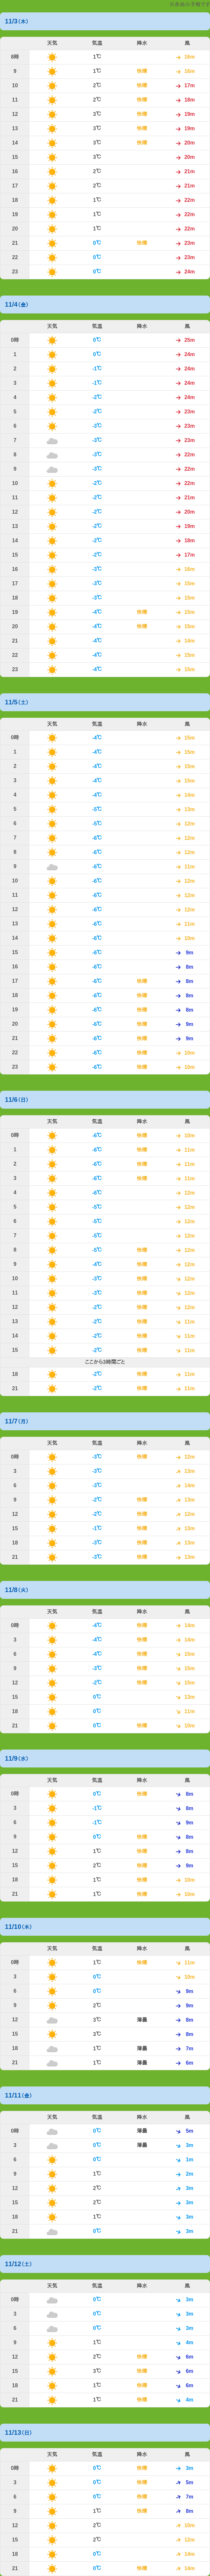 11/3(木)
天気 気温 降水 風
8時 1℃ 16m
9 1℃ 快晴 16m
10 2℃ 快晴 17m
11 2℃ 快晴 18m
12 3℃ 快晴 19m
13 3℃ 快晴 19m
14 3℃ 快晴 20m
15 3℃ 20m
16 2℃ 21m
17 2℃ 21m
18 1℃ 22m
19 1℃ 22m
20 1℃ 22m
21 0℃ 快晴 23m
22 0℃ 23m
23 0℃ 24m
11/4(金)
天気 気温 降水 風
0時 0℃ 25m
1 0℃ 24m
2 -1℃ 24m
3 -1℃ 24m
4 -2℃ 24m
5 -2℃ 23m
6 -3℃ 23m
7 -3℃ 23m
8 -3℃ 22m
9 -3℃ 22m
10 -2℃ 22m
11 -2℃ 21m
12 -2℃ 20m
13 -2℃ 19m
14 -2℃ 18m
15 -2℃ 17m
16 -3℃ 16m
17 -3℃ 15m
18 -3℃ 15m
19 -4℃ 快晴 15m
20 -4℃ 快晴 15m
21 -4℃ 14m
22 -4℃ 15m
23 -4℃ 15m
11/5(土)
天気 気温 降水 風
0時 -4℃ 15m
1 -4℃ 15m
2 -4℃ 15m
3 -4℃ 15m
4 -4℃ 14m
5 -5℃ 13m
6 -5℃ 12m
7 -6℃ 12m
8 -6℃ 12m
9 -6℃ 11m
10 -6℃ 12m
11 -6℃ 12m
12 -6℃ 12m
13 -6℃ 11m
14 -6℃ 10m
15 -6℃ 9m
16 -6℃ 8m
17 -6℃ 快晴 8m
18 -6℃ 快晴 8m
19 -6℃ 快晴 8m
20 -6℃ 快晴 9m
21 -6℃ 快晴 9m
22 -6℃ 快晴 10m
23 -6℃ 快晴 10m
11/6(日)
天気 気温 降水 風
0時 -6℃ 快晴 10m
1 -6℃ 快晴 11m
2 -6℃ 快晴 11m
3 -6℃ 快晴 11m
4 -6℃ 12m
5 -5℃ 12m
6 -5℃ 12m
7 -5℃ 12m
8 -5℃ 快晴 12m
9 -4℃ 快晴 12m
10 -3℃ 快晴 12m
11 -3℃ 快晴 12m
12 -2℃ 快晴 12m
13 -2℃ 快晴 11m
14 -2℃ 快晴 11m
15 -2℃ 快晴 11m
ここから3時間ごと
18 -2℃ 快晴 11m
21 -2℃ 快晴 11m
11/7(月)
天気 気温 降水 風
0時 -3℃ 快晴 12m
3 -3℃ 13m
6 -3℃ 14m
9 -2℃ 快晴 13m
12 -2℃ 快晴 12m
15 -1℃ 快晴 13m
18 -3℃ 快晴 13m
21 -3℃ 快晴 13m
11/8(火)
天気 気温 降水 風
0時 -4℃ 快晴 14m
3 -4℃ 快晴 14m
6 -4℃ 快晴 15m
9 -3℃ 快晴 15m
12 -2℃ 快晴 15m
15 0℃ 快晴 13m
18 0℃ 快晴 11m
21 0℃ 快晴 10m
11/9(水)
天気 気温 降水 風
0時 0℃ 快晴 8m
3 -1℃ 快晴 8m
6 -1℃ 快晴 9m
9 0℃ 快晴 8m
12 1℃ 快晴 8m
15 2℃ 快晴 9m
18 1℃ 快晴 10m
21 1℃ 快晴 10m
11/10(木)
天気 気温 降水 風
0時 1℃ 快晴 11m
3 0℃ 10m
6 0℃ 9m
9 2℃ 9m
12 3℃ 薄曇 8m
15 3℃ 8m
18 1℃ 薄曇 7m
21 1℃ 薄曇 6m
11/11(金)
天気 気温 降水 風
0時 0℃ 薄曇 5m
3 0℃ 薄曇 3m
6 0℃ 1m
9 1℃ 2m
12 2℃ 3m
15 2℃ 3m
18 1℃ 3m
21 0℃ 3m
11/12(土)
天気 気温 降水 風
0時 0℃ 3m
3 0℃ 3m
6 0℃ 3m
9 1℃ 4m
12 2℃ 快晴 6m
15 3℃ 快晴 6m
18 1℃ 快晴 6m
21 1℃ 快晴 4m
11/13(日)
天気 気温 降水 風
0時 0℃ 快晴 3m
3 0℃ 快晴 5m
6 0℃ 快晴 7m
9 1℃ 快晴 8m
12 2℃ 10m
15 2℃ 12m
18 0℃ 快晴 14m
21 0℃ 快晴 14m